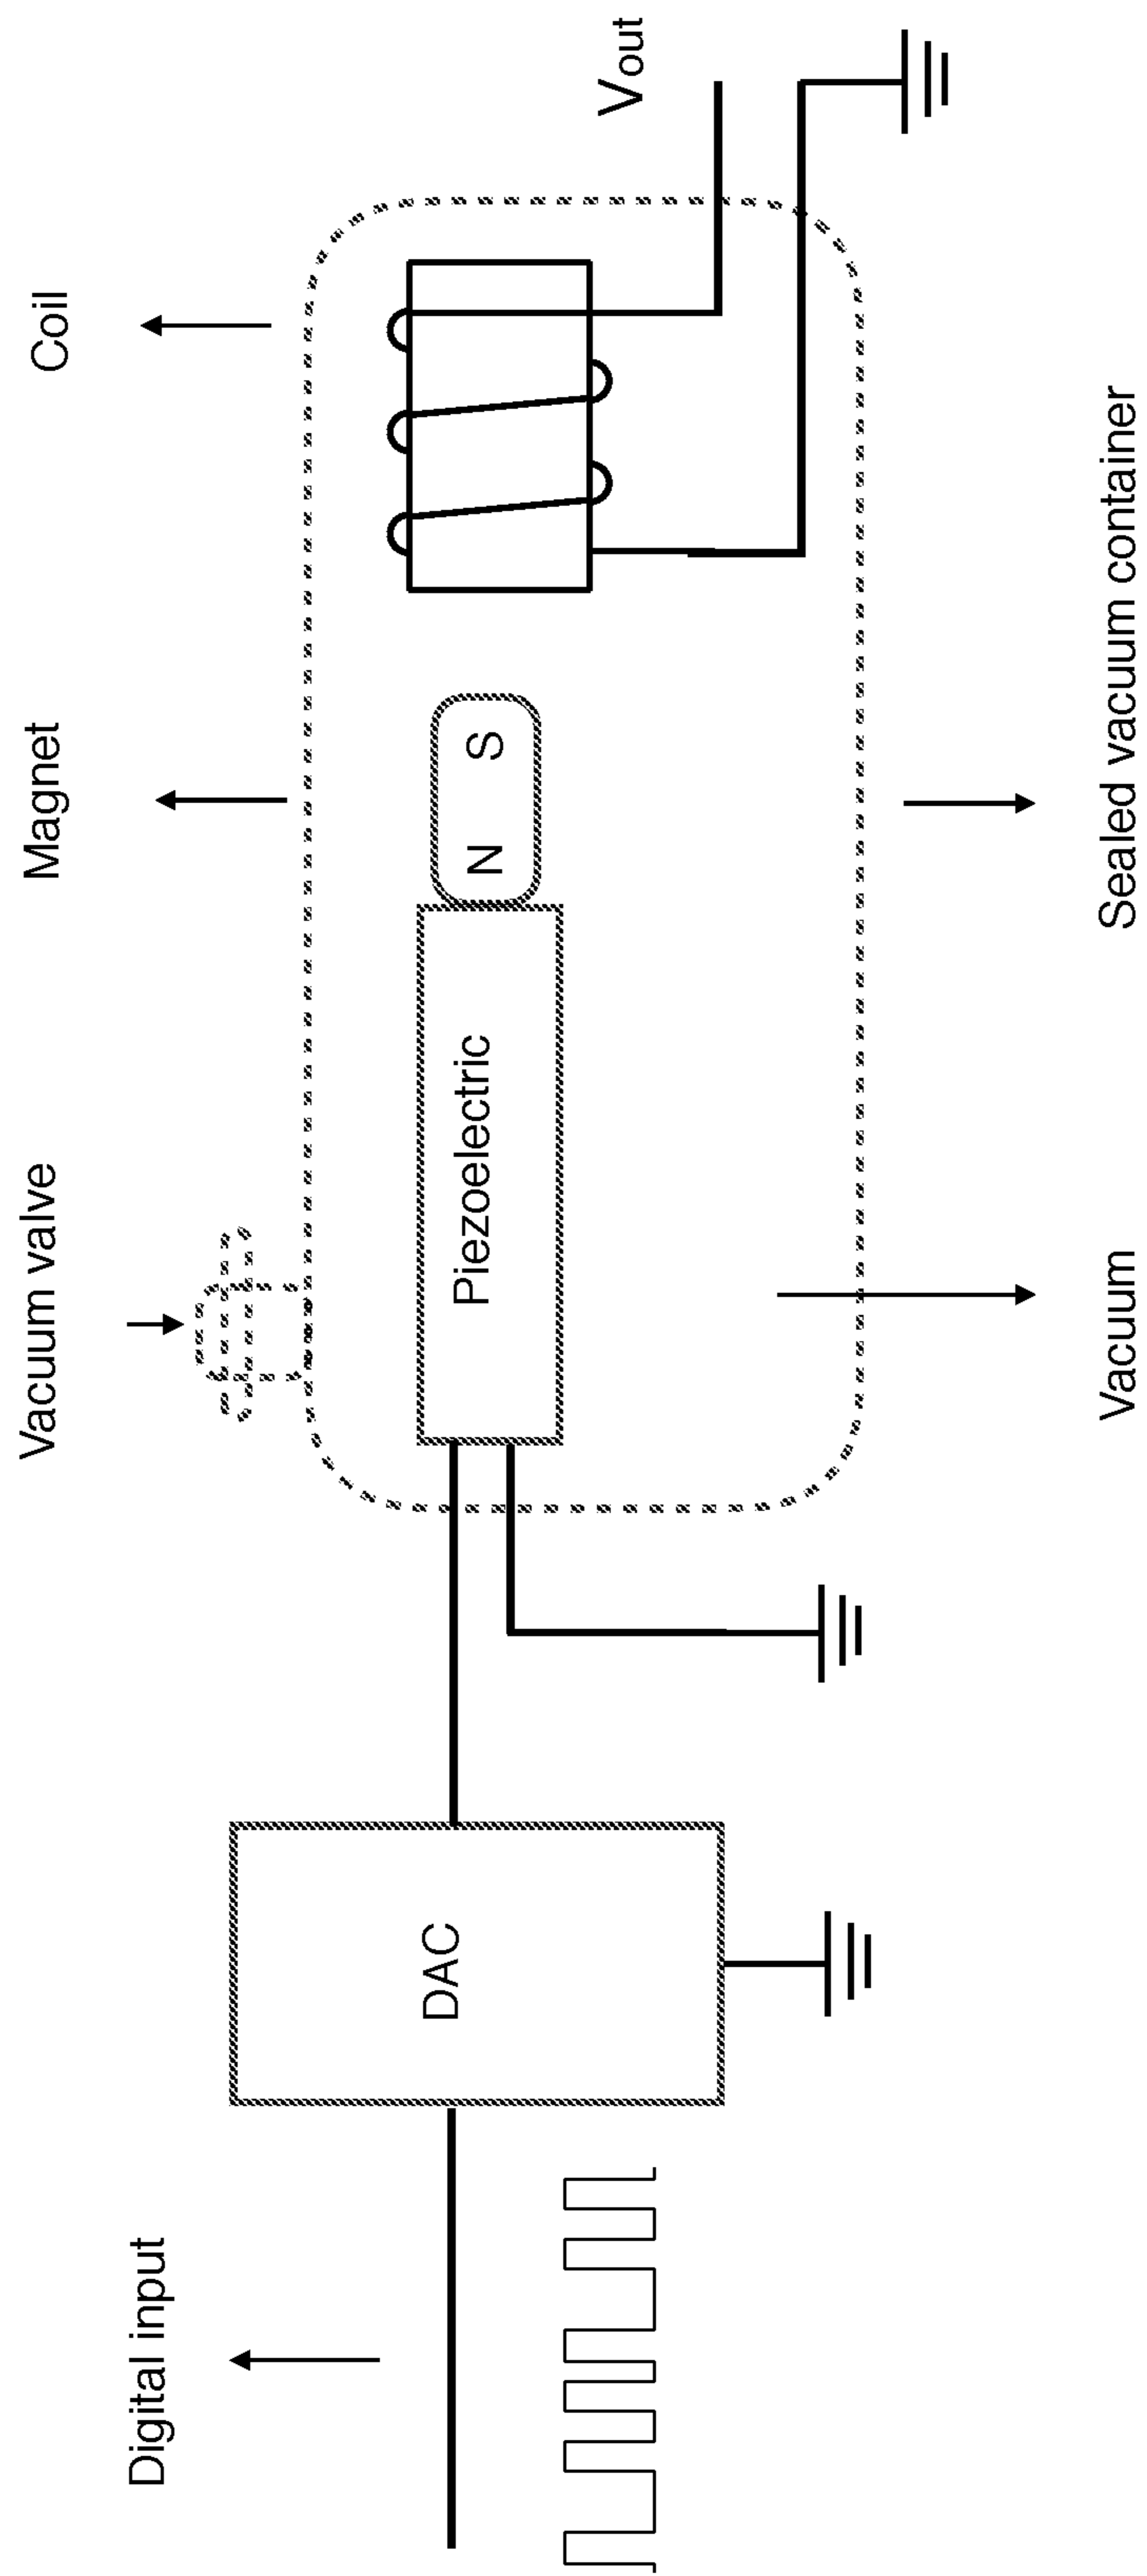 Digital input
DAC
Vacuum valve
Magnet
Coil
Piezoelectric
N S
Vout
Vacuum
Sealed vacuum container